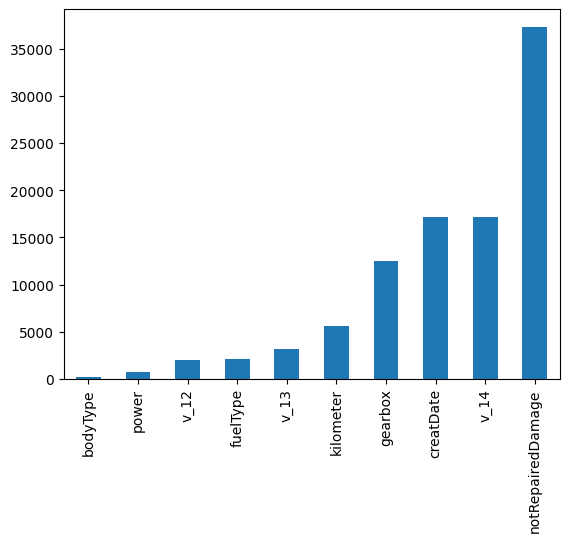 35000
30000
25000
20000
15000
10000
5000
0
bodyType
power
v_12
fuelType
v_13
kilometer
gearbox
creatDate
v_14
notRepairedDamage